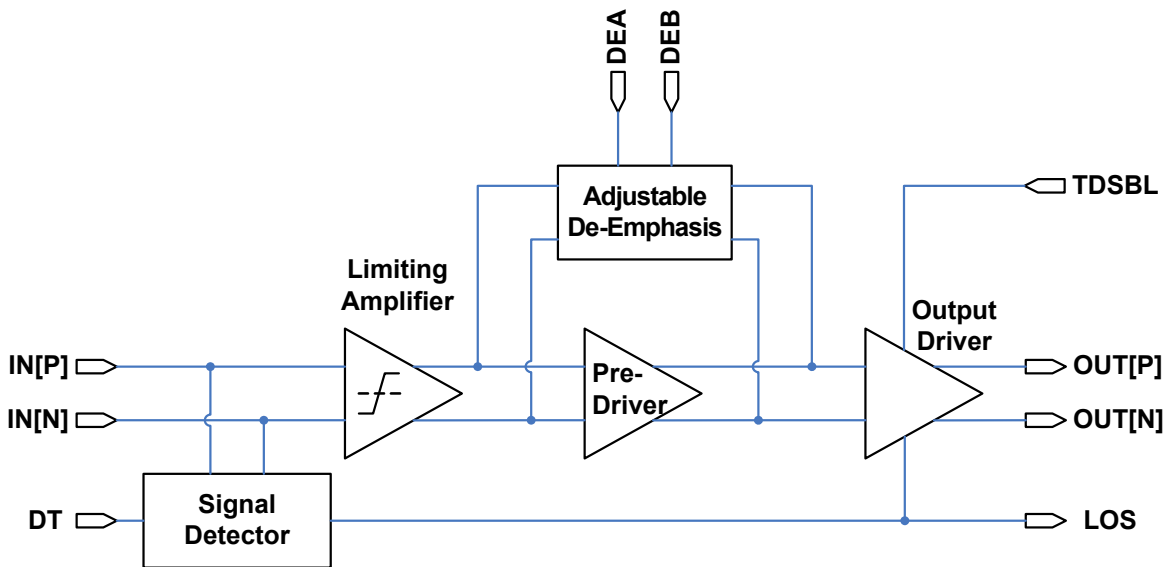 DEA
DEB
Adjustable
De-Emphasis
TDSBL
Limiting
Amplifier
Output
Driver
IN[P]
Pre-
Driver
OUT[P]
IN[N]
OUT[N]
DT
Signal
Detector
LOS